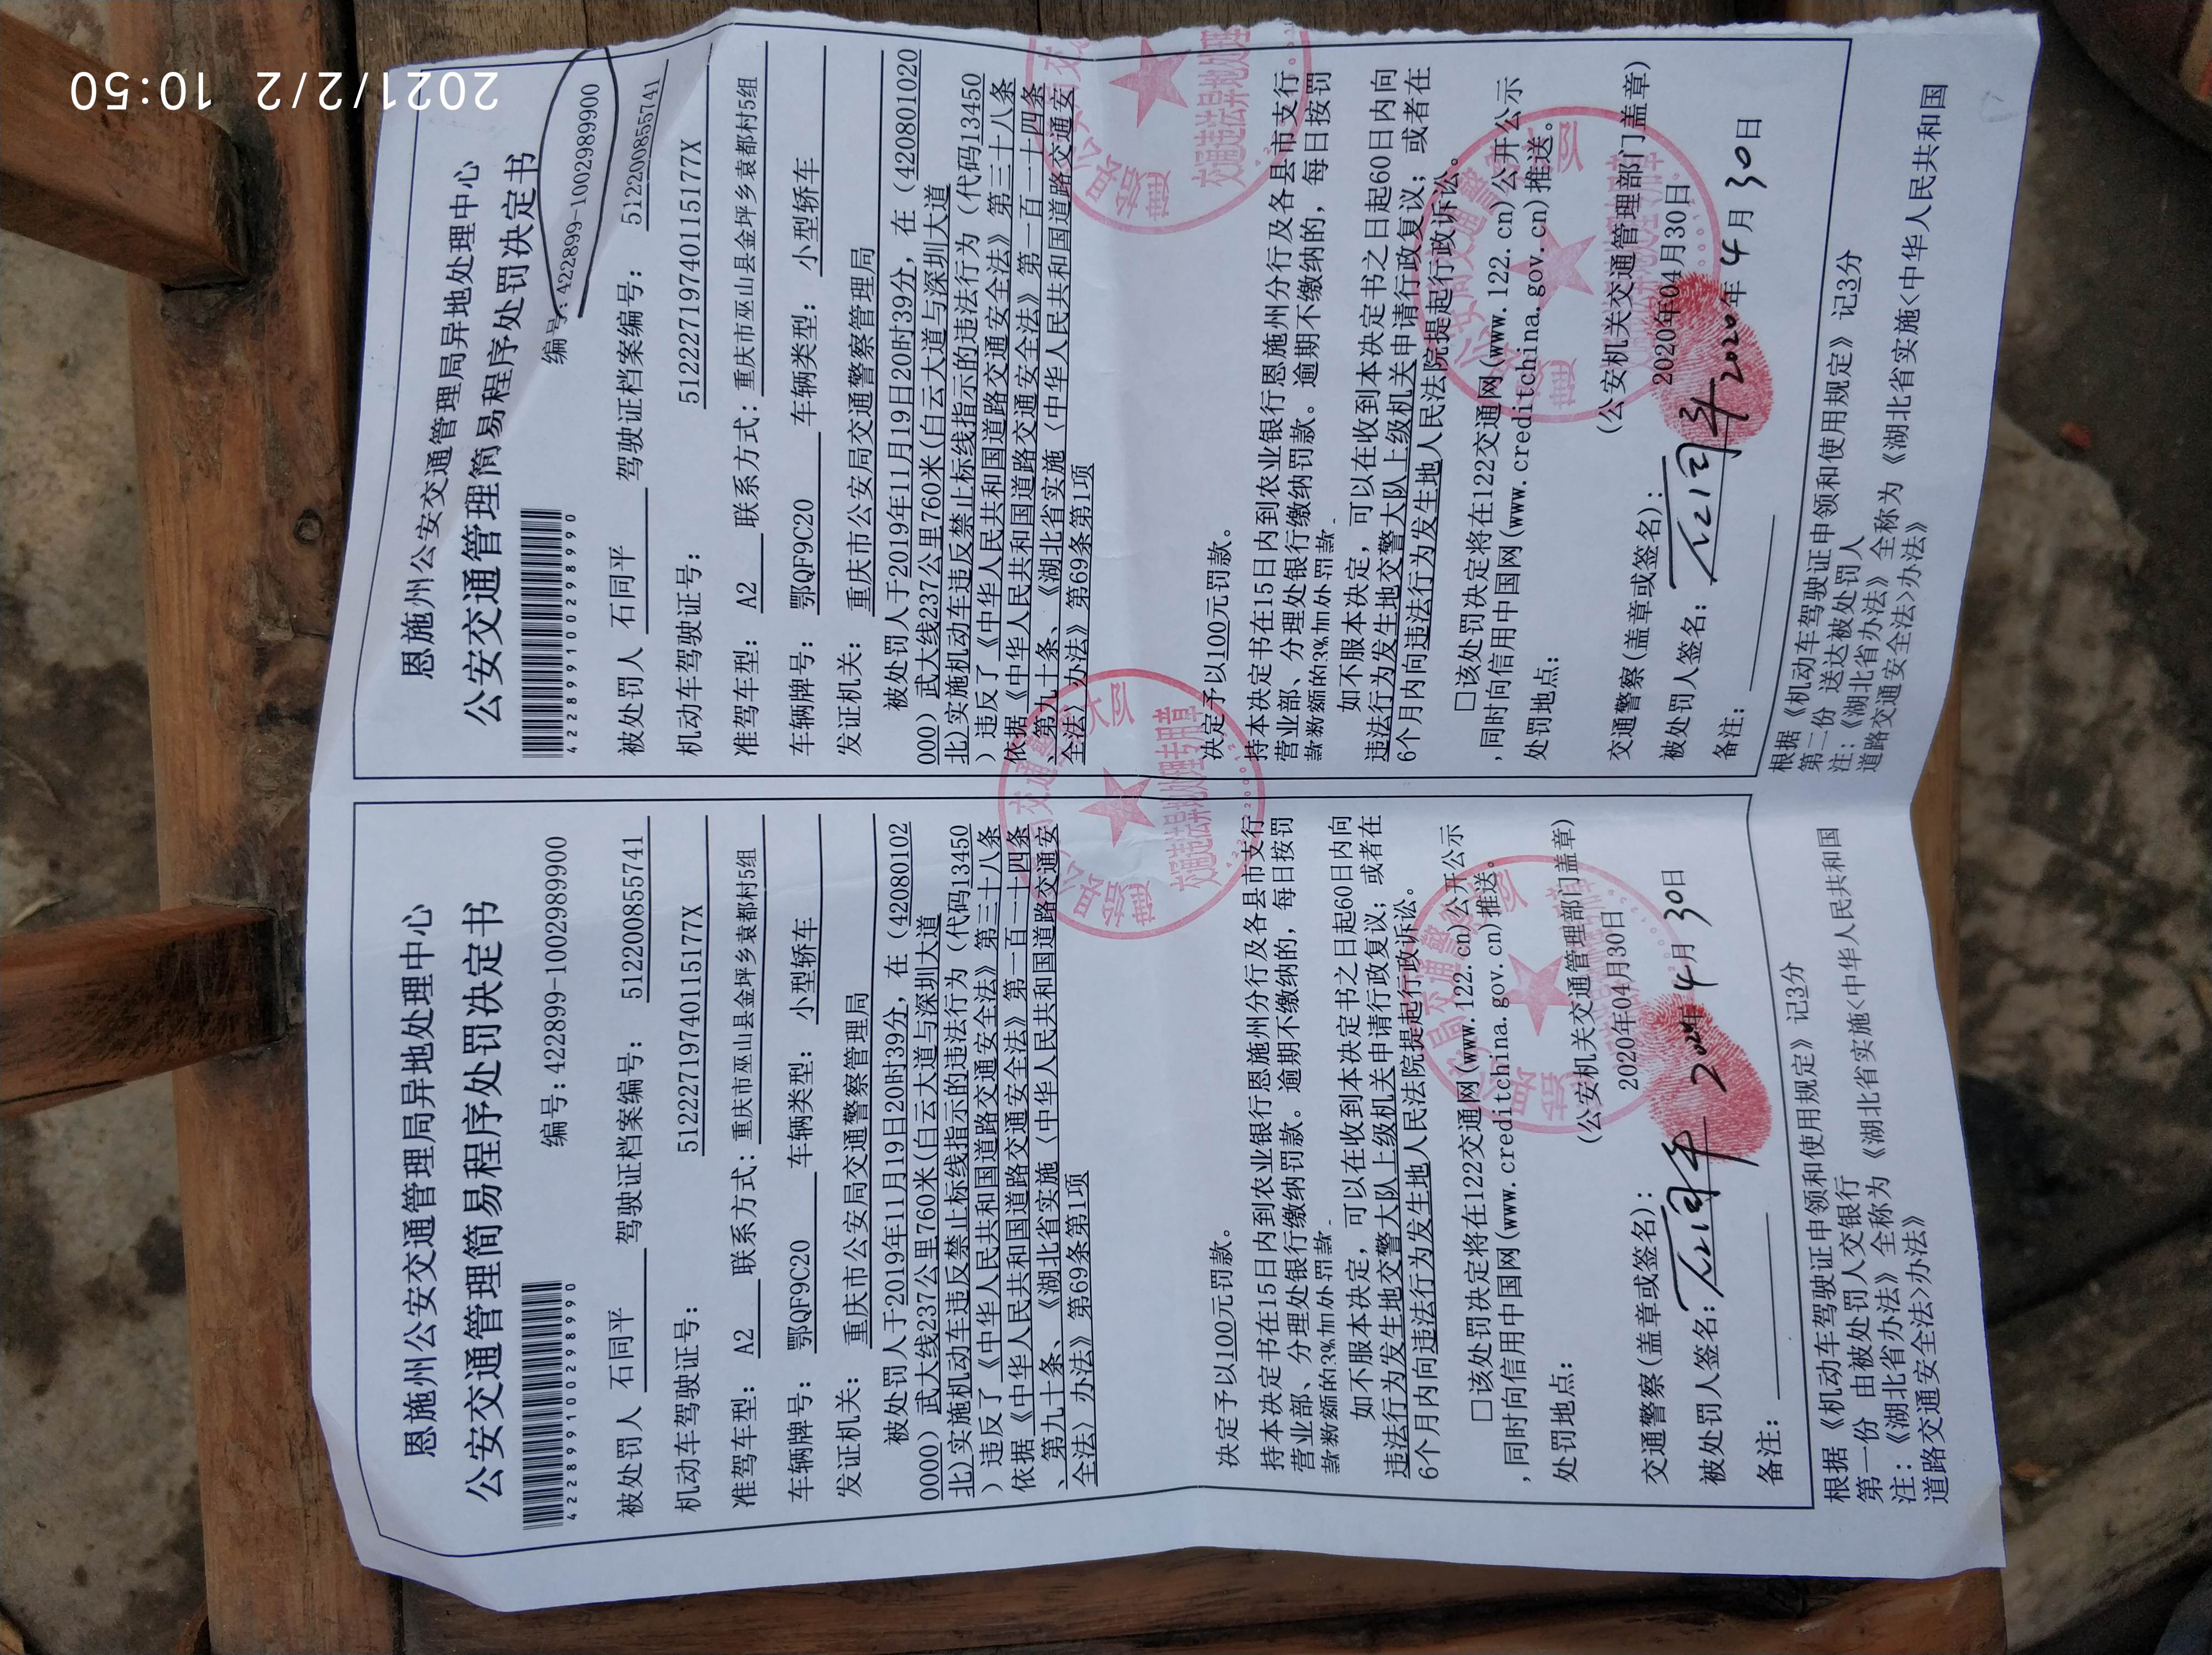 2021/2/2 10:50
恩施州公安交通管理局异地处理中心
公安交通管理简易程序处罚决定书
422899100298990
编号:422899-1002989900
被处罚人 石同平 驾驶证档案编号: 512200855741
机动车驾驶证号: 51222719740115177X
准驾车型: A2 联系方式: 重庆市巫山县金坪乡袁都村5组
车辆牌号: 鄂QF9C20 车辆类型: 小型轿车
发证机关: 重庆市公安局交通警察管理局
被处罚人于2019年11月19日20时39分，在（42080102
0000）武大线237公里760米(白云大道与深圳大道
北)实施机动车违反禁止标线指示的违法行为（代码13450
）违反了《中华人民共和国道路交通安全法》第三十八条
依据《中华人民共和国道路交通安全法》第一百一十四条
、第九十条、《湖北省实施〈中华人民共和国道路交通安
全法〉办法》第69条第1项
决定予以100元罚款。
持本决定书在15日内到农业银行恩施州分行及各县市支行
营业部、分理处银行缴纳罚款。逾期不缴纳的，每日按罚
款数额的3%加处罚款。
如不服本决定，可以在收到本决定书之日起60日内向
违法行为发生地交警大队上级机关申请行政复议；或者在
6个月内向违法行为发生地人民法院提起行政诉讼。
□该处罚决定将在122交通网(www.122.cn)公开公示
,同时向信用中国网(www.creditchina.gov.cn)推送。
处罚地点:
(公安机关交通管理部门盖章)
2020年04月30日
交通警察(盖章或签名):
被处罚人签名: 石同平 2020年 4月 30日
备注:
根据《机动车驾驶证申领和使用规定》记3分
第一份 由被处罚人交银行
注:《湖北省办法》全称为《湖北省实施<中华人民共和国
道路交通安全法>办法》
建始县公安局交通警察大队
交通违法异地处理专用章
建始县公安局交通警察大队
恩施州公安交通管理局异地处理中心
公安交通管理简易程序处罚决定书
422899100298990
编号:422899-1002989900
被处罚人 石同平 驾驶证档案编号: 512200855741
机动车驾驶证号: 51222719740115177X
准驾车型: A2 联系方式: 重庆市巫山县金坪乡袁都村5组
车辆牌号: 鄂QF9C20 车辆类型: 小型轿车
发证机关: 重庆市公安局交通警察管理局
被处罚人于2019年11月19日20时39分，在（420801020
000）武大线237公里760米(白云大道与深圳大道
北)实施机动车违反禁止标线指示的违法行为（代码13450
）违反了《中华人民共和国道路交通安全法》第三十八条
依据《中华人民共和国道路交通安全法》第一百一十四条
、第九十条、《湖北省实施〈中华人民共和国道路交通安
全法〉办法》第69条第1项
决定予以100元罚款。
持本决定书在15日内到农业银行恩施州分行及各县市支行
营业部、分理处银行缴纳罚款。逾期不缴纳的，每日按罚
款数额的3%加处罚款。
如不服本决定，可以在收到本决定书之日起60日内向
违法行为发生地交警大队上级机关申请行政复议；或者在
6个月内向违法行为发生地人民法院提起行政诉讼。
□该处罚决定将在122交通网(www.122.cn)公开公示
,同时向信用中国网(www.creditchina.gov.cn)推送。
处罚地点:
(公安机关交通管理部门盖章)
2020年04月30日
交通警察(盖章或签名):
被处罚人签名: 石同平 2020年 4月 30日
备注:
根据《机动车驾驶证申领和使用规定》记3分
第二份 送达被处罚人
注:《湖北省办法》全称为《湖北省实施<中华人民共和国
道路交通安全法>办法》
建始县公安局交
交通违法异地处理
建始县公安局交通警察大队
交通违法异地处理专用章